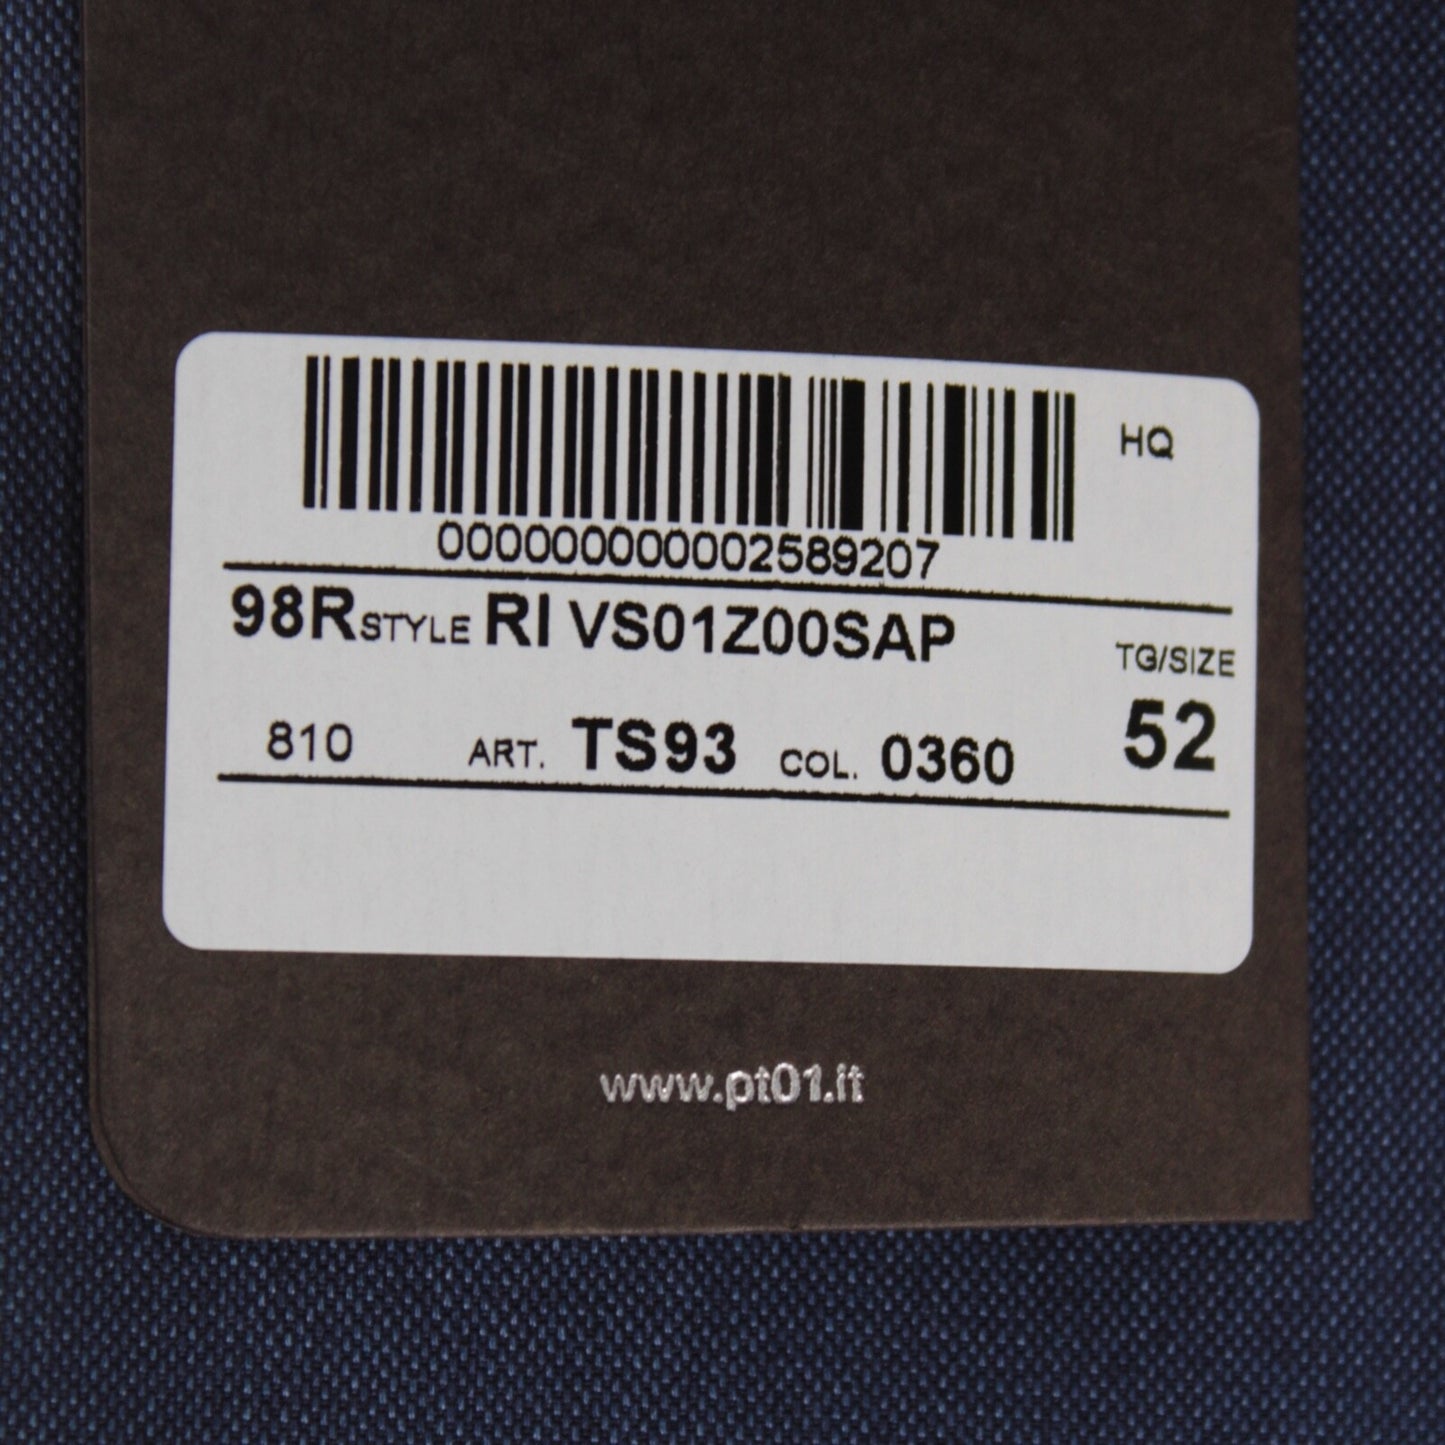 HQ
000000000002589207
98R STYLE RI VS01Z00SAP
TG/SIZE
810 ART. TS93 COL. 0360 52
www.pt01.it